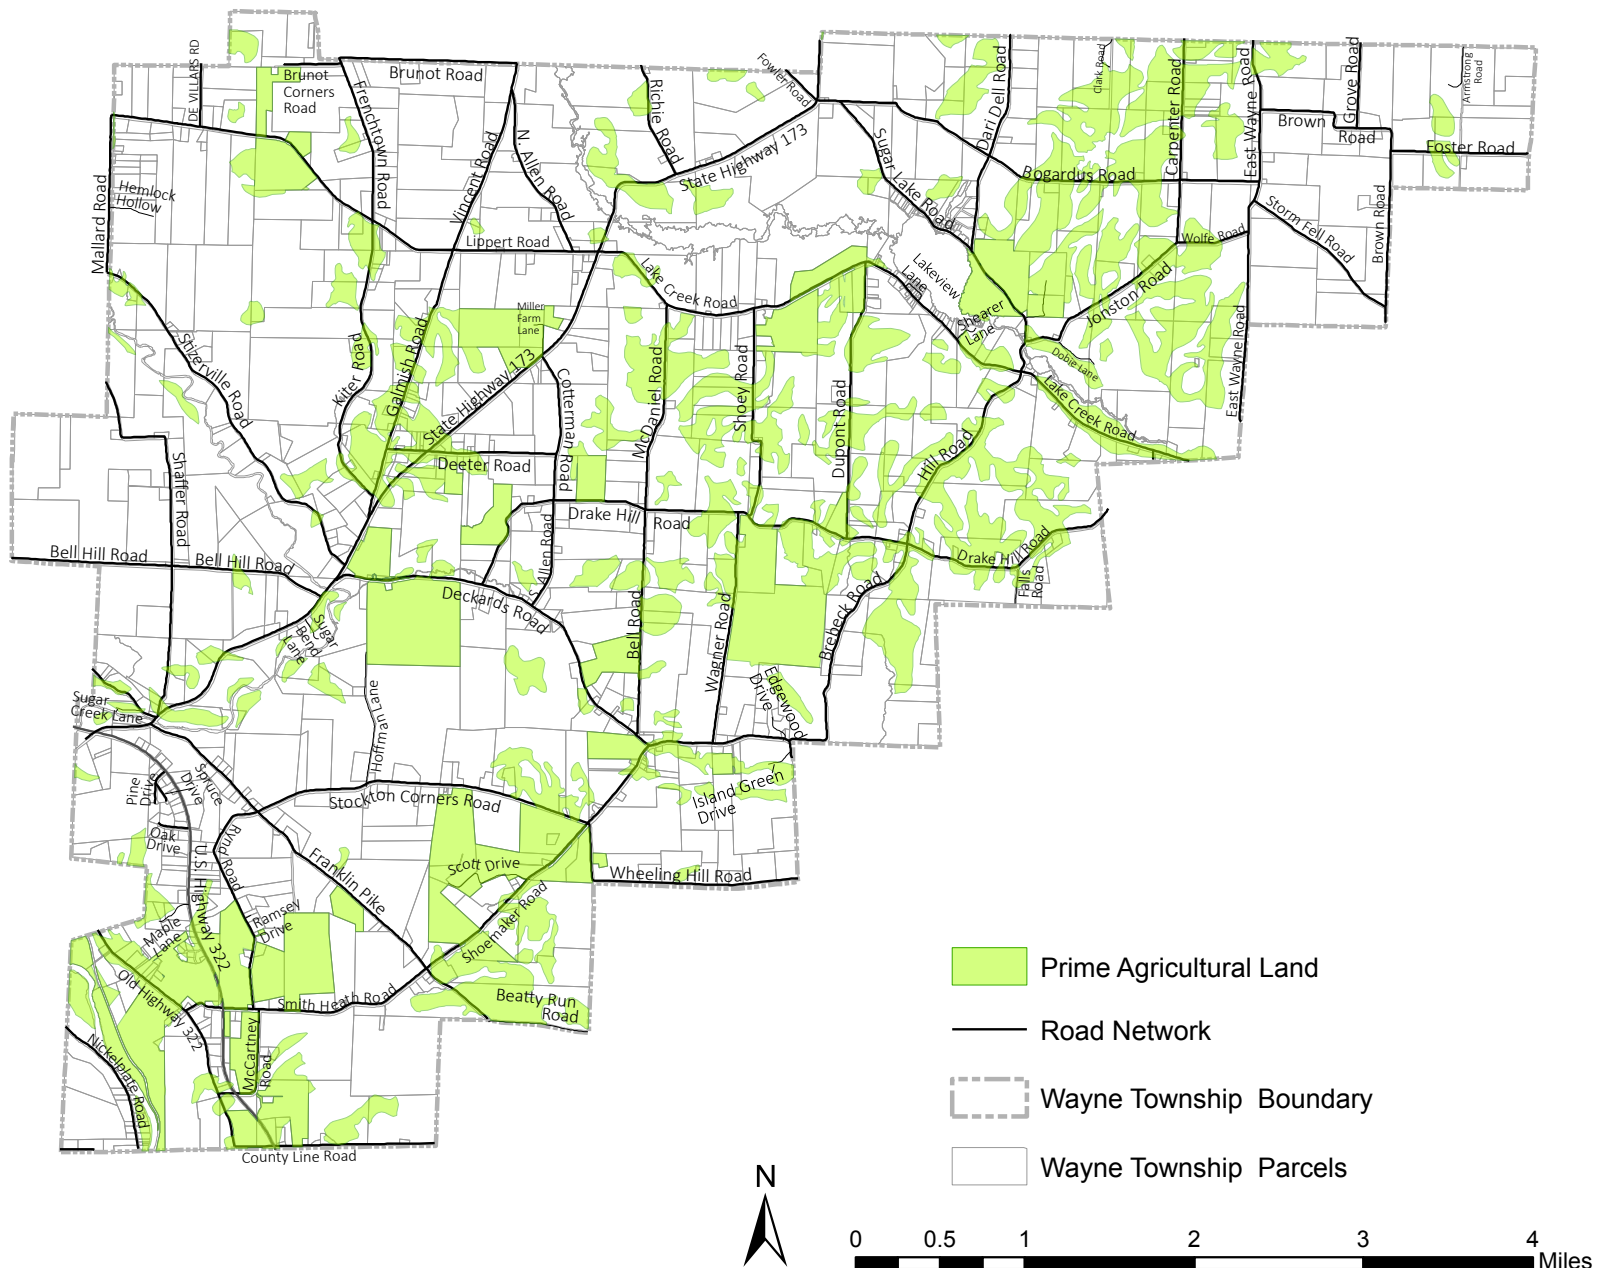 DE VILLARS RD
Brunot
Corners
Road
Brunot Road
Frenchtown Road
Vincent Road
N. Allen Road
Richie Road
Fowler Road
State Highway 173
Sugar Lake Road
Dari Dell Road
Clark Road
Carpenter Road
East Wayne Road
Grove Road
Armstrong
Road
Brown
Road
Foster Road
Bogardus Road
Mallard Road
Hemlock
Hollow
Lippert Road
Lake Creek Road
Lakeview
Lane
Shearer
Lane
Wolfe Road
Jonston Road
Storm Fell Road
Brown Road
East Wayne Road
Miller
Farm
Lane
Stizerville Road
Kiter Road
Galmish Road
State Highway 173
Cotterman Road
McDaniel Road
Shoey Road
Dupont Road
Hill Road
Dobie Lane
Lake Creek Road
Shaffer Road
Deeter Road
Drake Hill
Road
Drake Hill Road
Falls
Road
Bell Hill Road
Bell Hill Road
S. Allen Road
Deckards Road
Sugar
Bend
Lane
Bell Road
Wagner Road
Brebeck Road
Edgewood
Drive
Sugar
Creek Lane
Hoffman Lane
Pine
Drive
Spruce
Drive
Oak
Drive
Stockton Corners Road
Island Green
Drive
Rynd Road
U.S. Highway 322
Franklin Pike
Scott Drive
Wheeling Hill Road
Maple
Lane
Ramsey
Drive
Shoemaker Road
Old Highway 322
Smith Heath Road
Beatty Run
Road
Nickelplate Road
McCartney
Road
County Line Road
Prime Agricultural Land
Road Network
Wayne Township Boundary
Wayne Township Parcels
N
0 0.5 1 2 3 4
Miles